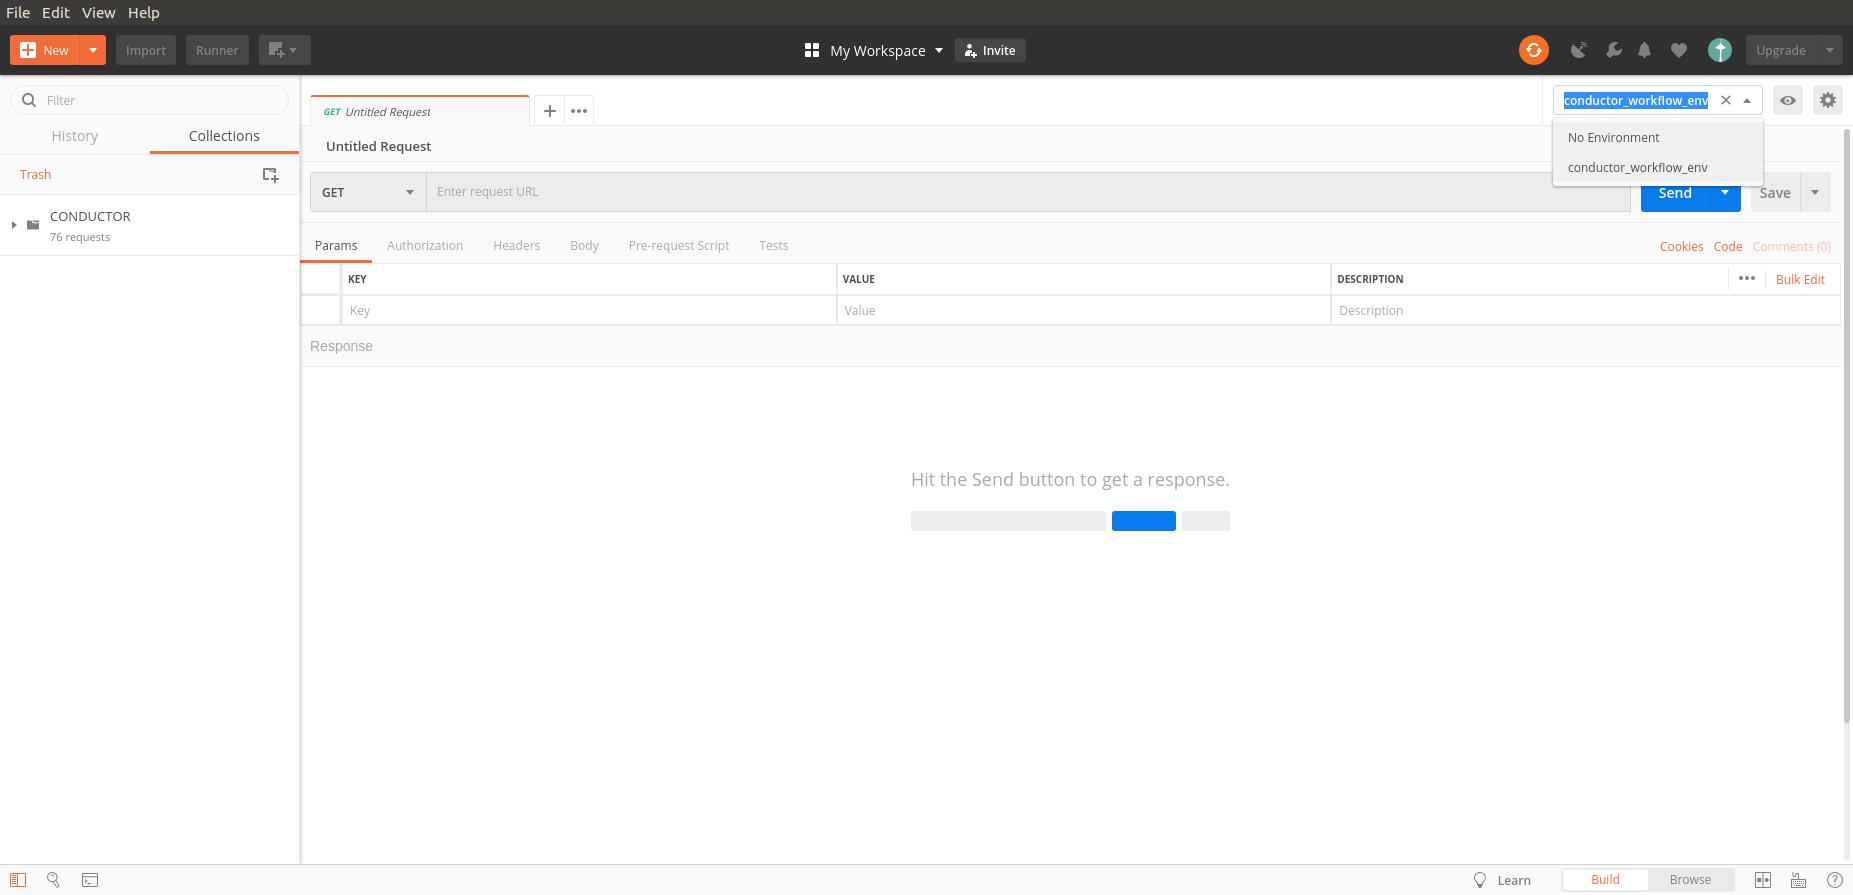 File Edit View Help
New Import Runner My Workspace Invite Upgrade
Filter
GET Untitled Request
conductor_workflow_env
History Collections
No Environment
conductor_workflow_env
Untitled Request
Trash
GET Enter request URL Send Save
CONDUCTOR
76 requests
Params Authorization Headers Body Pre-request Script Tests Cookies Code Comments (0)
KEY VALUE DESCRIPTION Bulk Edit
Key Value Description
Response
Hit the Send button to get a response.
Learn Build Browse